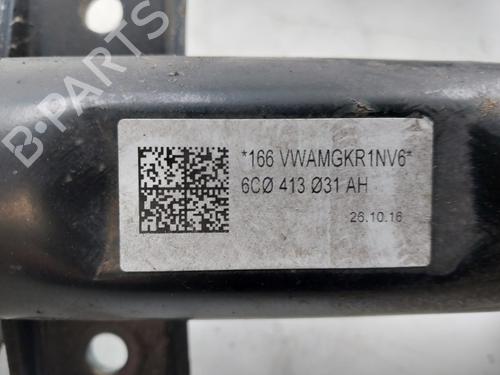 B-PARTS
*166 VWAMGKR1NV6*
6CØ 413 Ø31 AH
26.10.16